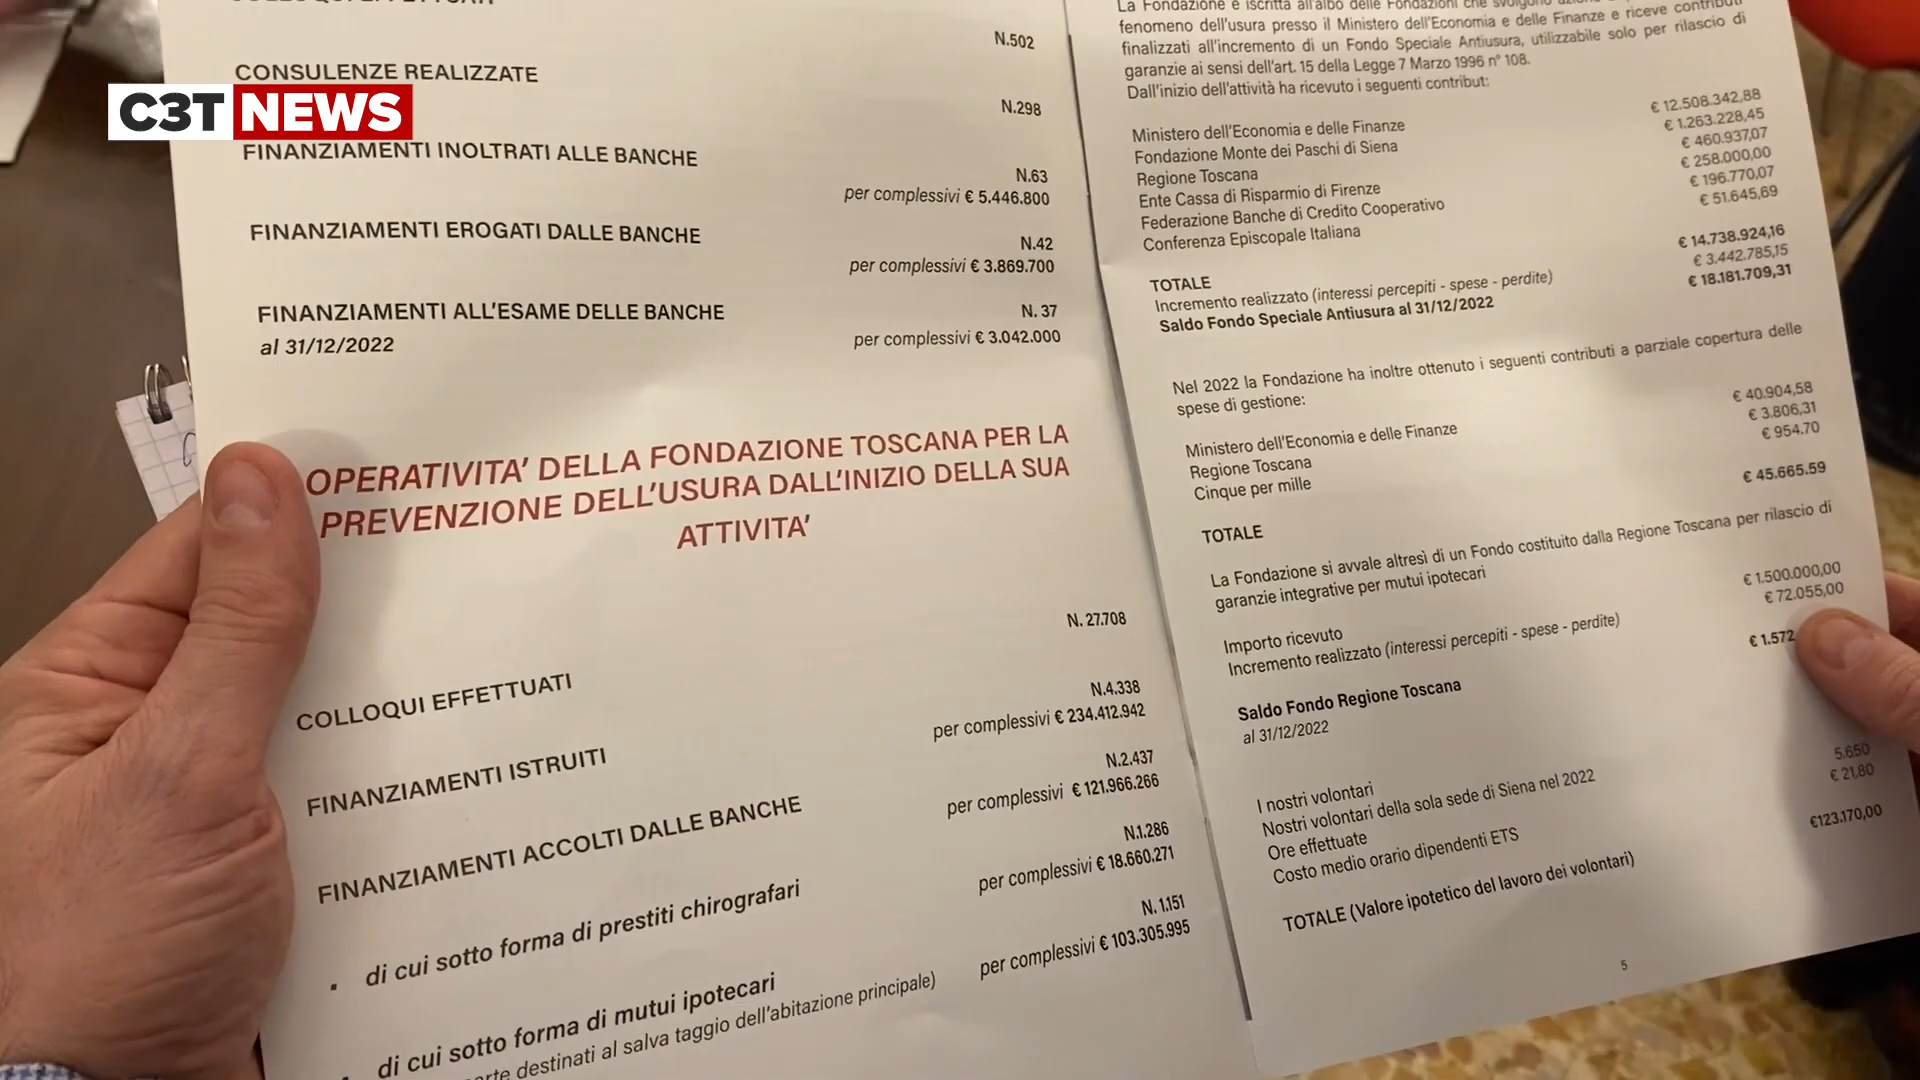 C3T NEWS
N.502
CONSULENZE REALIZZATE
N.298
FINANZIAMENTI INOLTRATI ALLE BANCHE
N.63
per complessivi € 5.446.800
FINANZIAMENTI EROGATI DALLE BANCHE
N.42
per complessivi € 3.869.700
FINANZIAMENTI ALL'ESAME DELLE BANCHE
N. 37
al 31/12/2022
per complessivi € 3.042.000
OPERATIVITA' DELLA FONDAZIONE TOSCANA PER LA
PREVENZIONE DELL'USURA DALL'INIZIO DELLA SUA
ATTIVITA'
N. 27.708
COLLOQUI EFFETTUATI
N.4.338
per complessivi € 234.412.942
FINANZIAMENTI ISTRUITI
N.2.437
per complessivi € 121.966.266
FINANZIAMENTI ACCOLTI DALLE BANCHE
N.1.286
per complessivi € 18.660.271
. di cui sotto forma di prestiti chirografari
N. 1.151
per complessivi € 103.305.995
. di cui sotto forma di mutui ipotecari
destinati al salva taggio dell'abitazione principale)
La Fondazione è iscritta all'albo delle Fondazioni che svolgono
fenomeno dell'usura presso il Ministero dell'Economia e delle Finanze e riceve contributi
finalizzati all'incremento di un Fondo Speciale Antiusura, utilizzabile solo per rilascio di
garanzie ai sensi dell'art. 15 della Legge 7 Marzo 1996 n° 108.
Dall'inizio dell'attività ha ricevuto i seguenti contribut:
Ministero dell'Economia e delle Finanze € 12.508.342,88
Fondazione Monte dei Paschi di Siena € 1.263.228,45
Regione Toscana € 460.937,07
Ente Cassa di Risparmio di Firenze € 258.000,00
Federazione Banche di Credito Cooperativo € 196.770,07
Conferenza Episcopale Italiana € 51.645,69
TOTALE € 14.738.924,16
Incremento realizzato (interessi percepiti - spese - perdite) € 3.442.785,15
Saldo Fondo Speciale Antiusura al 31/12/2022 € 18.181.709,31
Nel 2022 la Fondazione ha inoltre ottenuto i seguenti contributi a parziale copertura delle
spese di gestione:
Ministero dell'Economia e delle Finanze € 40.904,58
Regione Toscana € 3.806,31
Cinque per mille € 954.70
TOTALE € 45.665.59
La Fondazione si avvale altresì di un Fondo costituito dalla Regione Toscana per rilascio di
garanzie integrative per mutui ipotecari
Importo ricevuto € 1.500.000,00
Incremento realizzato (interessi percepiti - spese - perdite) € 72.055,00
Saldo Fondo Regione Toscana € 1.572
al 31/12/2022
I nostri volontari
Nostri volontari della sola sede di Siena nel 2022
Ore effettuate 5.650
Costo medio orario dipendenti ETS € 21,80
TOTALE (Valore ipotetico del lavoro dei volontari) €123.170,00
5